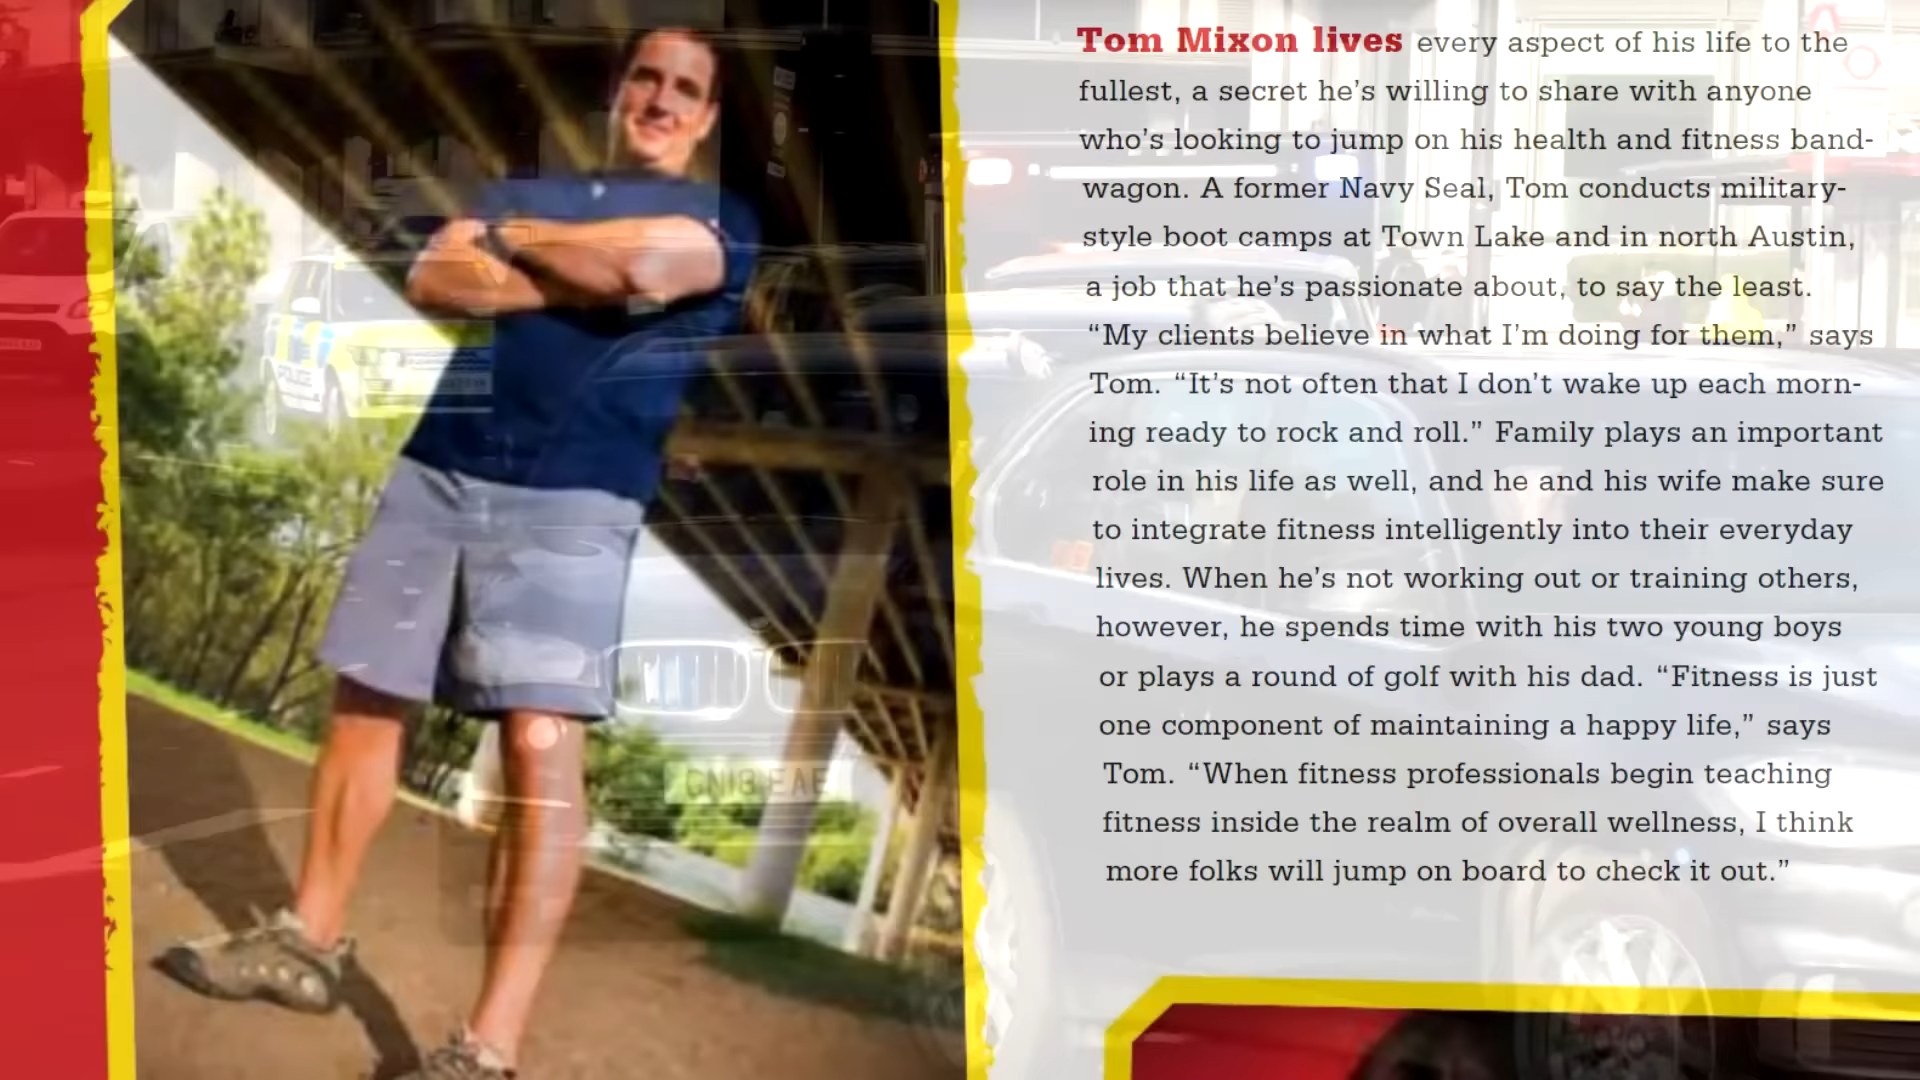 Tom Mixon lives every aspect of his life to the
fullest, a secret he's willing to share with anyone
who's looking to jump on his health and fitness band-
wagon. A former Navy Seal, Tom conducts military-
style boot camps at Town Lake and in north Austin,
a job that he's passionate about, to say the least.
“My clients believe in what I'm doing for them,” says
Tom. “It's not often that I don't wake up each morn-
ing ready to rock and roll.” Family plays an important
role in his life as well, and he and his wife make sure
to integrate fitness intelligently into their everyday
lives. When he's not working out or training others,
however, he spends time with his two young boys
or plays a round of golf with his dad. “Fitness is just
one component of maintaining a happy life,” says
Tom. “When fitness professionals begin teaching
fitness inside the realm of overall wellness, I think
more folks will jump on board to check it out.”
POLICE